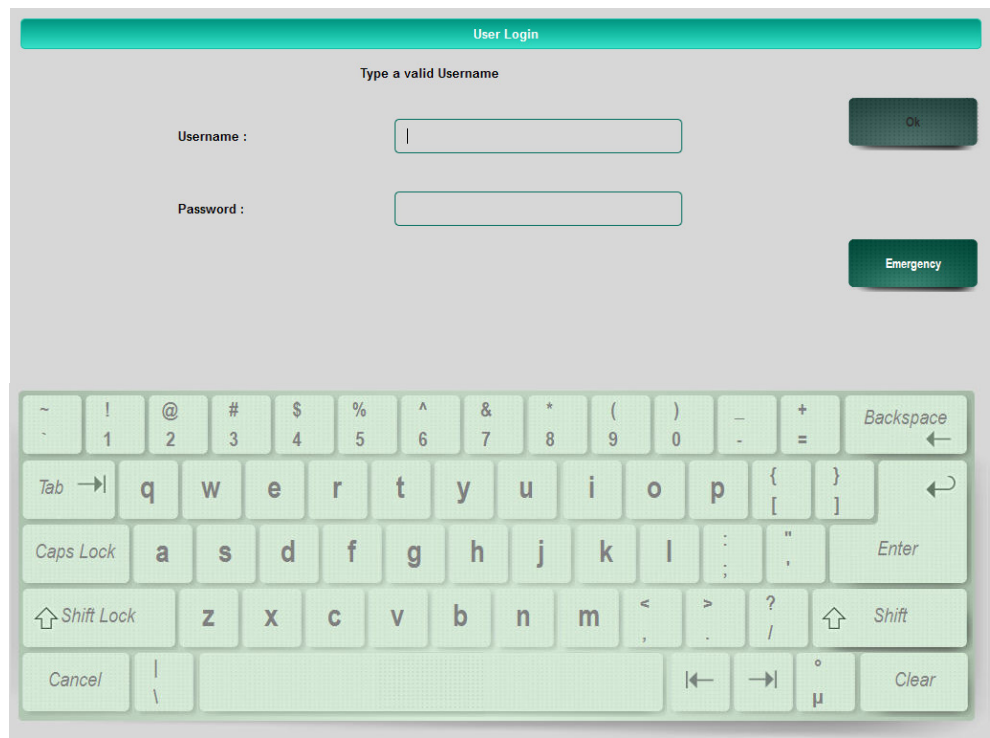 User Login
Type a valid Username
Username :
Ok
Password :
Emergency
~ ! @ # $ % ^ & * ( ) _ + Backspace
` 1 2 3 4 5 6 7 8 9 0 - =
Tab q w e r t y u i o p { }
[ ]
Caps Lock a s d f g h j k l : " Enter
; '
Shift Lock z x c v b n m < > ? Shift
, . /
Cancel | ° Clear
\ µ